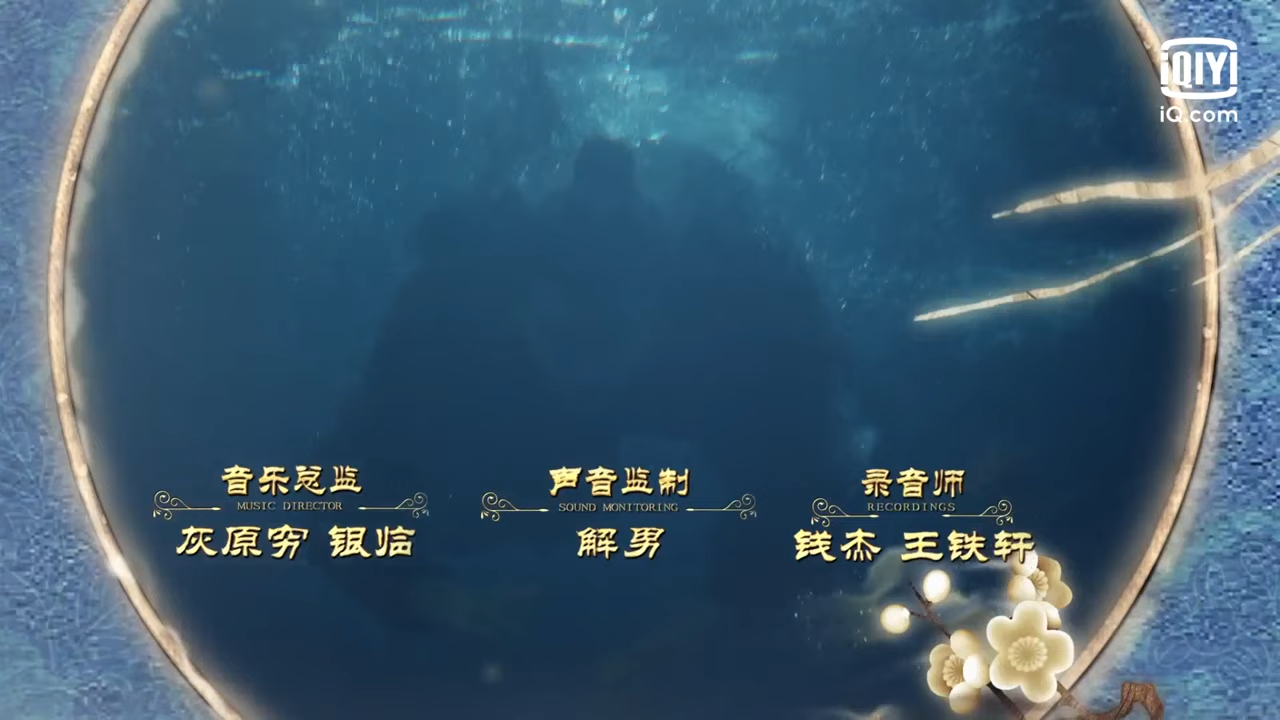 iQIYI
iQ.com
音乐总监
MUSIC DIRECTOR
灰原穷 银临
声音监制
SOUND MONITORING
解男
录音师
RECORDINGS
钱杰 王铁轩